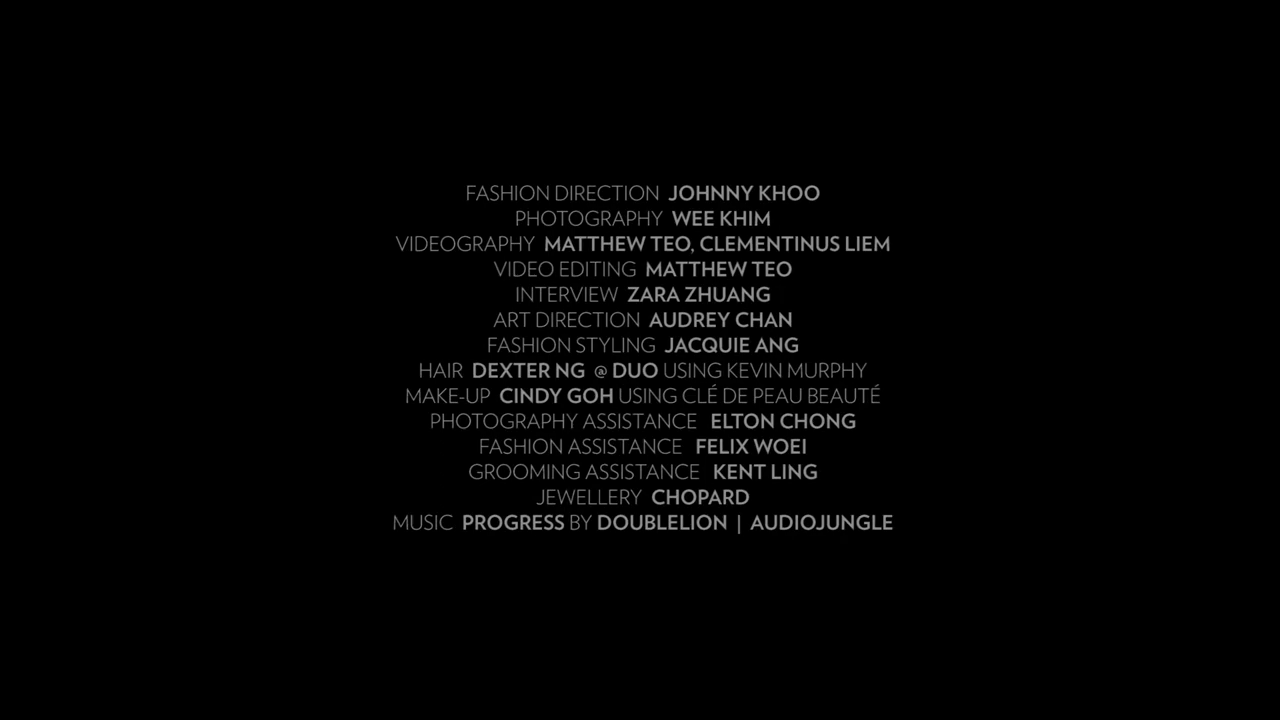 FASHION DIRECTION JOHNNY KHOO
PHOTOGRAPHY WEE KHIM
VIDEOGRAPHY MATTHEW TEO, CLEMENTINUS LIEM
VIDEO EDITING MATTHEW TEO
INTERVIEW ZARA ZHUANG
ART DIRECTION AUDREY CHAN
FASHION STYLING JACQUIE ANG
HAIR DEXTER NG @ DUO USING KEVIN MURPHY
MAKE-UP CINDY GOH USING CLÉ DE PEAU BEAUTÉ
PHOTOGRAPHY ASSISTANCE ELTON CHONG
FASHION ASSISTANCE FELIX WOEI
GROOMING ASSISTANCE KENT LING
JEWELLERY CHOPARD
MUSIC PROGRESS BY DOUBLELION | AUDIOJUNGLE